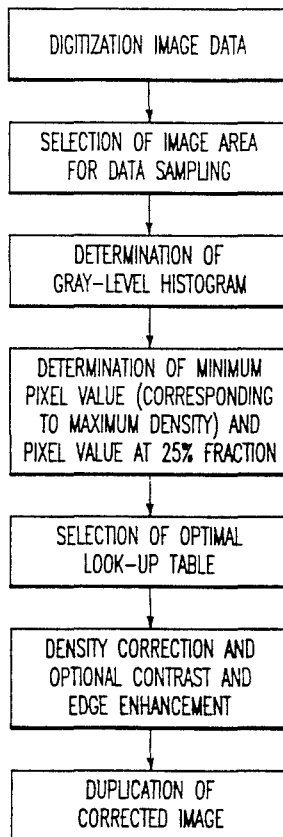 DIGITIZATION IMAGE DATA
SELECTION OF IMAGE AREA
FOR DATA SAMPLING
DETERMINATION OF
GRAY-LEVEL HISTOGRAM
DETERMINATION OF MINIMUM
PIXEL VALUE (CORRESPONDING
TO MAXIMUM DENSITY) AND
PIXEL VALUE AT 25% FRACTION
SELECTION OF OPTIMAL
LOOK-UP TABLE
DENSITY CORRECTION AND
OPTIONAL CONTRAST AND
EDGE ENHANCEMENT
DUPLICATION OF
CORRECTED IMAGE